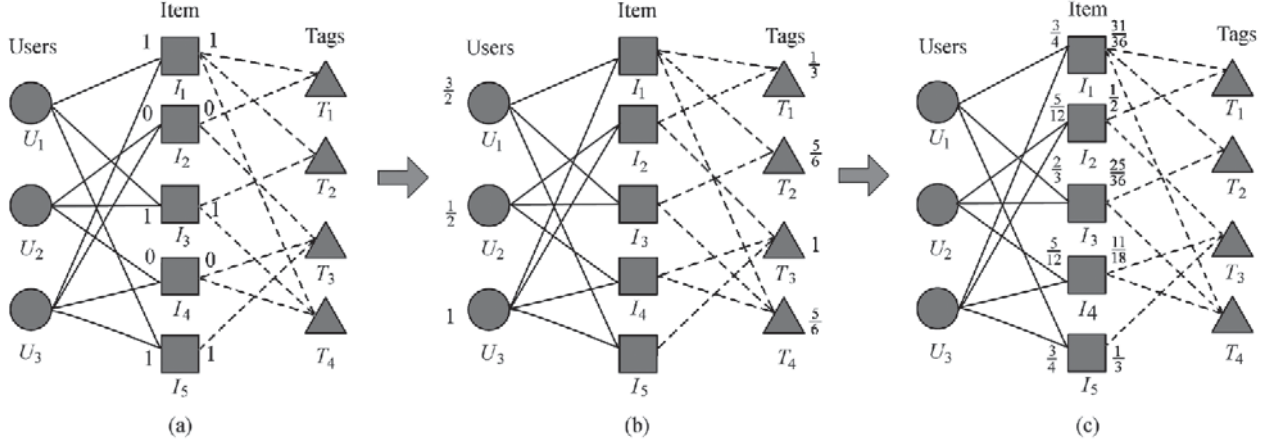 Item
Users
Tags
1 1
I1
T1
U1
0 0
I2
T2
U2
1 1
I3
T3
0 0
I4
T4
U3
1 1
I5
(a)
Item
Users
Tags
3/2
I1
1/3
T1
U1
I2
5/6
T2
1/2
U2
I3
1
T3
I4
5/6
T4
1
U3
I5
(b)
Item
Users
Tags
3/4 31/36
I1
T1
U1
5/12 1/2
I2
T2
U2
2/3 25/36
I3
T3
5/12 11/18
I4
T4
U3
3/4 1/3
I5
(c)